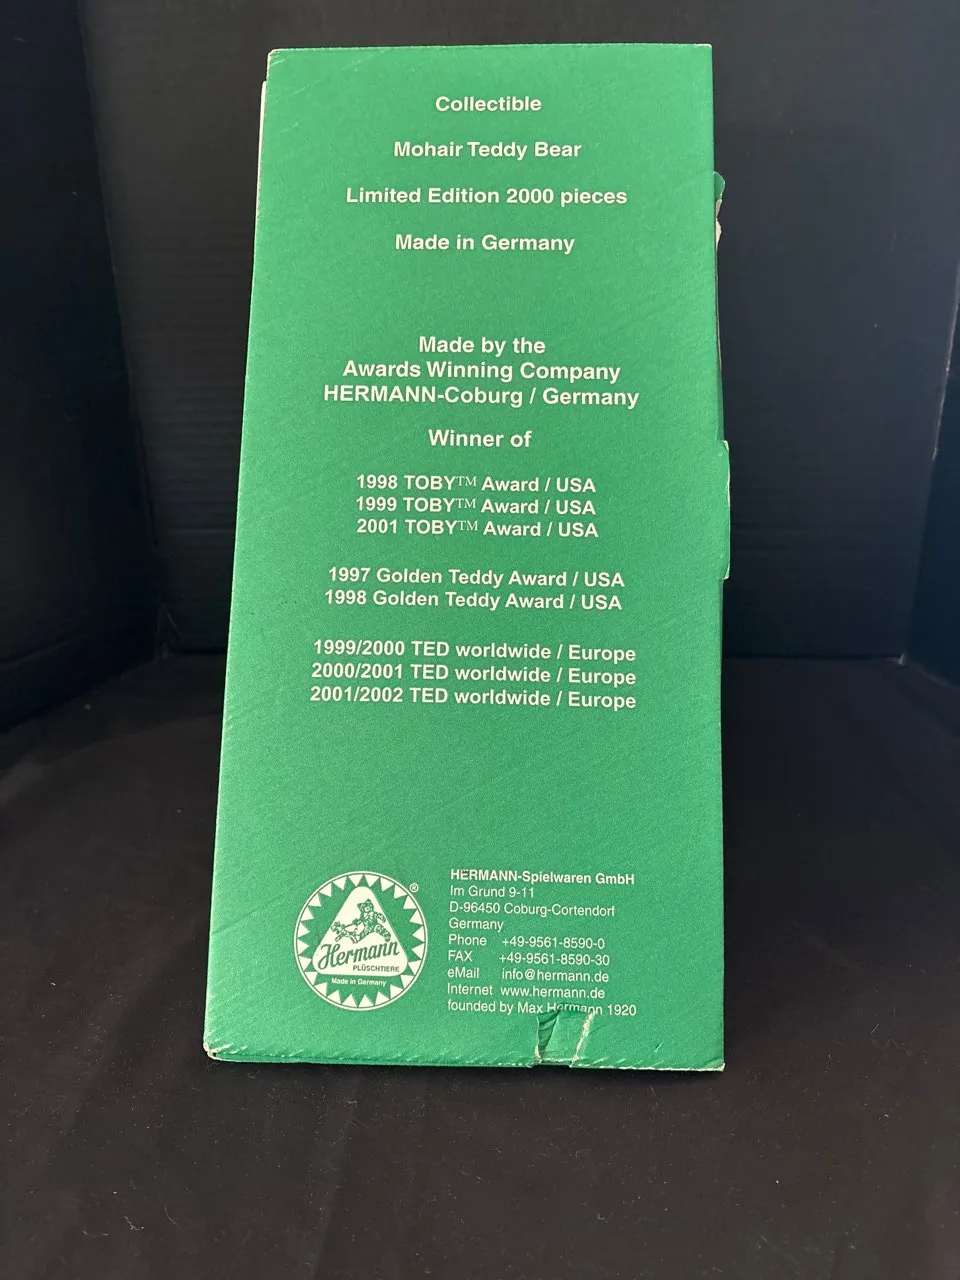 Collectible
Mohair Teddy Bear
Limited Edition 2000 pieces
Made in Germany
Made by the
Awards Winning Company
HERMANN-Coburg / Germany
Winner of
1998 TOBY™ Award / USA
1999 TOBY™ Award / USA
2001 TOBY™ Award / USA
1997 Golden Teddy Award / USA
1998 Golden Teddy Award / USA
1999/2000 TED worldwide / Europe
2000/2001 TED worldwide / Europe
2001/2002 TED worldwide / Europe
®
Hermann
PLÜSCHTIERE
Made in Germany
HERMANN-Spielwaren GmbH
Im Grund 9-11
D-96450 Coburg-Cortendorf
Germany
Phone +49-9561-8590-0
FAX +49-9561-8590-30
eMail info@hermann.de
Internet www.hermann.de
founded by Max Hermann 1920